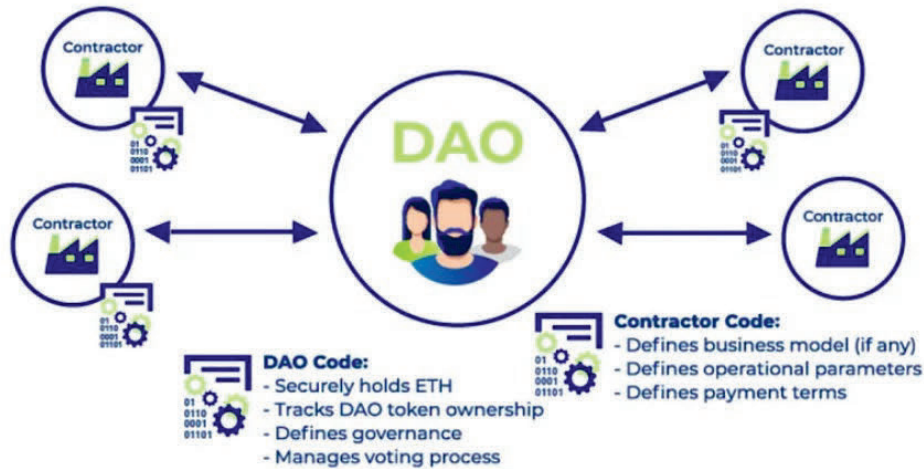 Contractor
Contractor
DAO
01
0110
0001
01101
01
0110
0001
01101
Contractor
Contractor
01
0110
0001
01101
DAO Code:
- Securely holds ETH
- Tracks DAO token ownership
- Defines governance
- Manages voting process
01
0110
0001
01101
Contractor Code:
- Defines business model (if any)
- Defines operational parameters
- Defines payment terms
01
0110
0001
01101